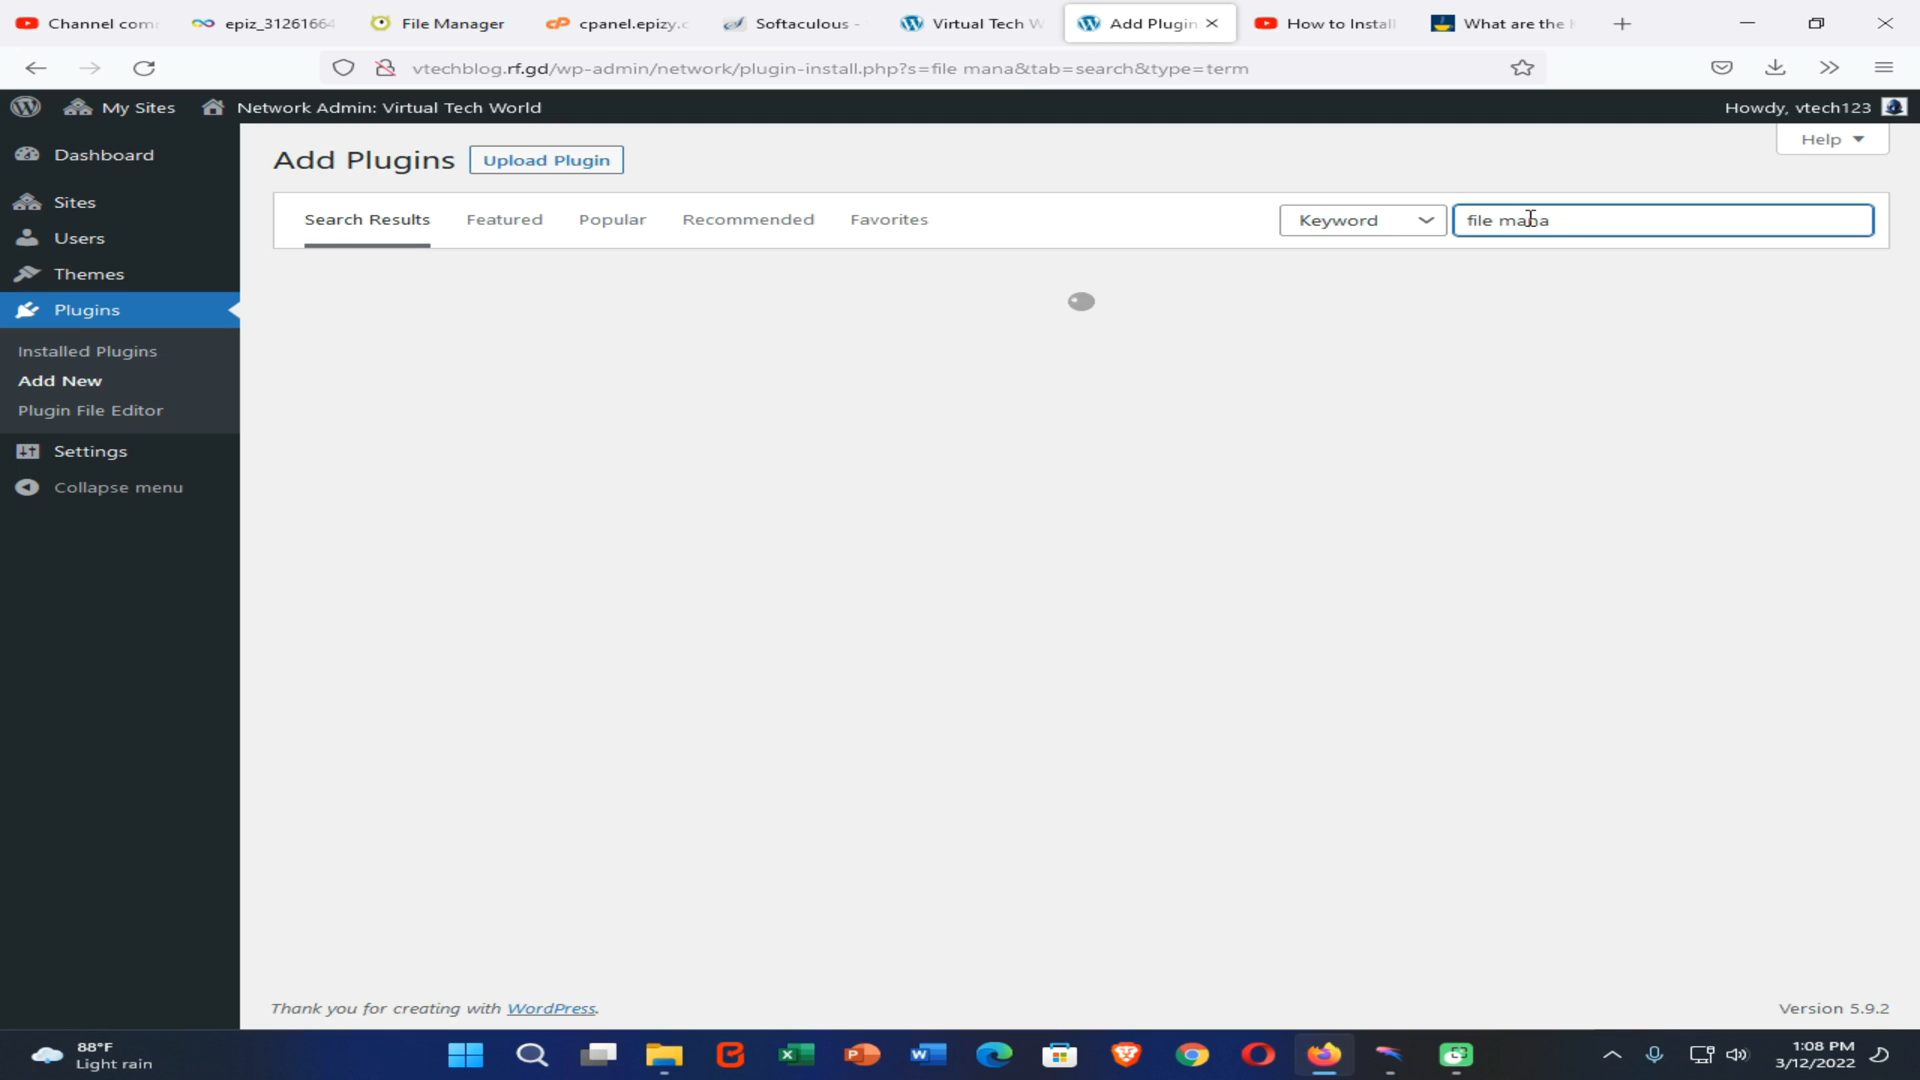 Channel com
epiz_31261664
File Manager
cpanel.epizy.c
Softaculous -
Virtual Tech W
Add Plugin
How to Install
What are the
vtechblog.rf.gd/wp-admin/network/plugin-install.php?s=file mana&tab=search&type=term
My Sites
Network Admin: Virtual Tech World
Howdy, vtech123
Dashboard
Sites
Users
Themes
Plugins
Installed Plugins
Add New
Plugin File Editor
Settings
Collapse menu
Help
Add Plugins
Upload Plugin
Search Results
Featured
Popular
Recommended
Favorites
Keyword
file mana
Thank you for creating with WordPress.
Version 5.9.2
88°F
Light rain
1:08 PM
3/12/2022